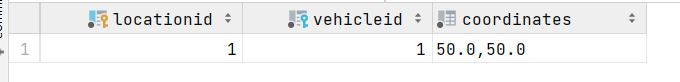 locationid vehicleid coordinates
1 1 1 50.0,50.0